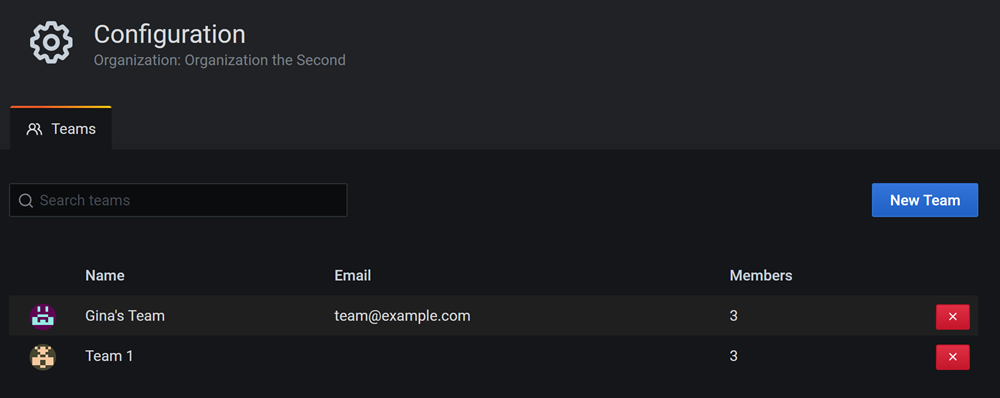 Configuration
Organization: Organization the Second
Teams
Search teams
New Team
Name Email Members
Gina's Team team@example.com 3
Team 1 3